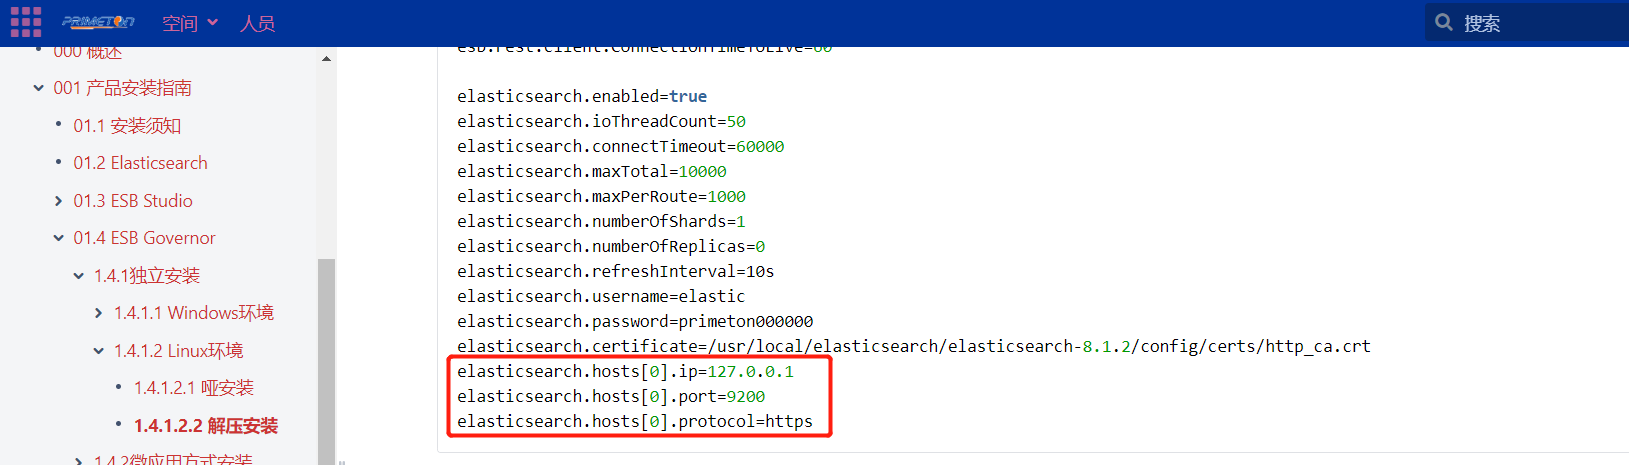 PRIMETON 空间 人员 搜索
000 概述
001 产品安装指南
01.1 安装须知
01.2 Elasticsearch
01.3 ESB Studio
01.4 ESB Governor
1.4.1独立安装
1.4.1.1 Windows环境
1.4.1.2 Linux环境
1.4.1.2.1 哑安装
1.4.1.2.2 解压安装
1.4.2微应用方式安装
esb.rest.client.connectionTimeToLive=60
elasticsearch.enabled=true
elasticsearch.ioThreadCount=50
elasticsearch.connectTimeout=60000
elasticsearch.maxTotal=10000
elasticsearch.maxPerRoute=1000
elasticsearch.numberOfShards=1
elasticsearch.numberOfReplicas=0
elasticsearch.refreshInterval=10s
elasticsearch.username=elastic
elasticsearch.password=primeton000000
elasticsearch.certificate=/usr/local/elasticsearch/elasticsearch-8.1.2/config/certs/http_ca.crt
elasticsearch.hosts[0].ip=127.0.0.1
elasticsearch.hosts[0].port=9200
elasticsearch.hosts[0].protocol=https